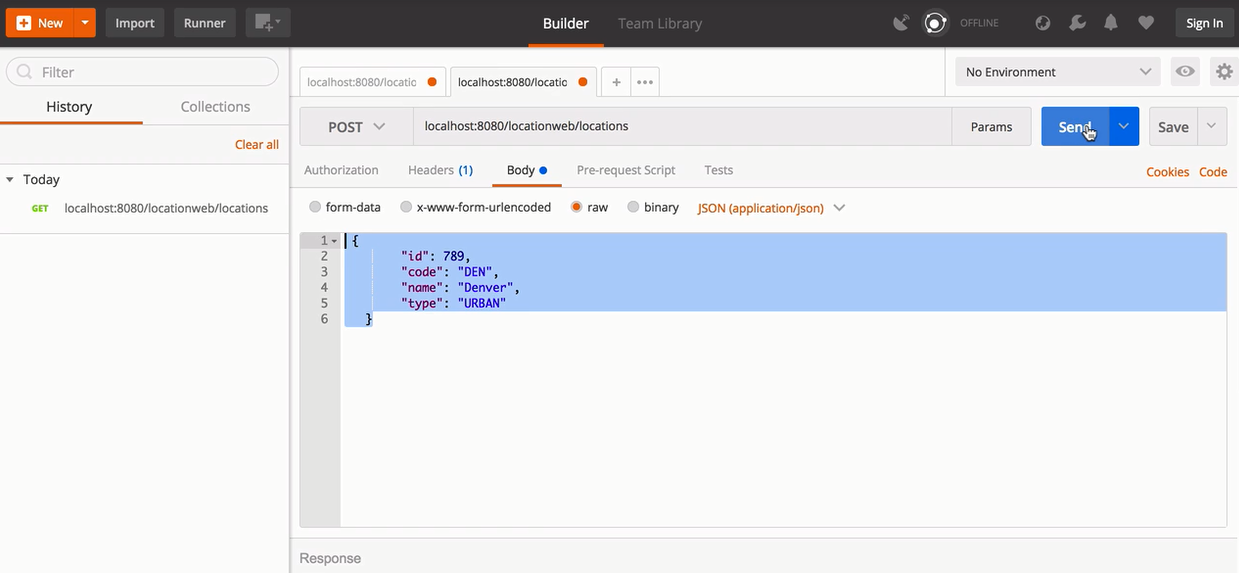 New Import Runner Builder Team Library OFFLINE Sign In
Filter
History Collections
Clear all
Today
GET localhost:8080/locationweb/locations
localhost:8080/locatic localhost:8080/locatic + ••• No Environment
POST localhost:8080/locationweb/locations Params Send Save
Authorization Headers (1) Body Pre-request Script Tests Cookies Code
form-data x-www-form-urlencoded raw binary JSON (application/json)
1 {
2 "id": 789,
3 "code": "DEN",
4 "name": "Denver",
5 "type": "URBAN"
6 }
Response